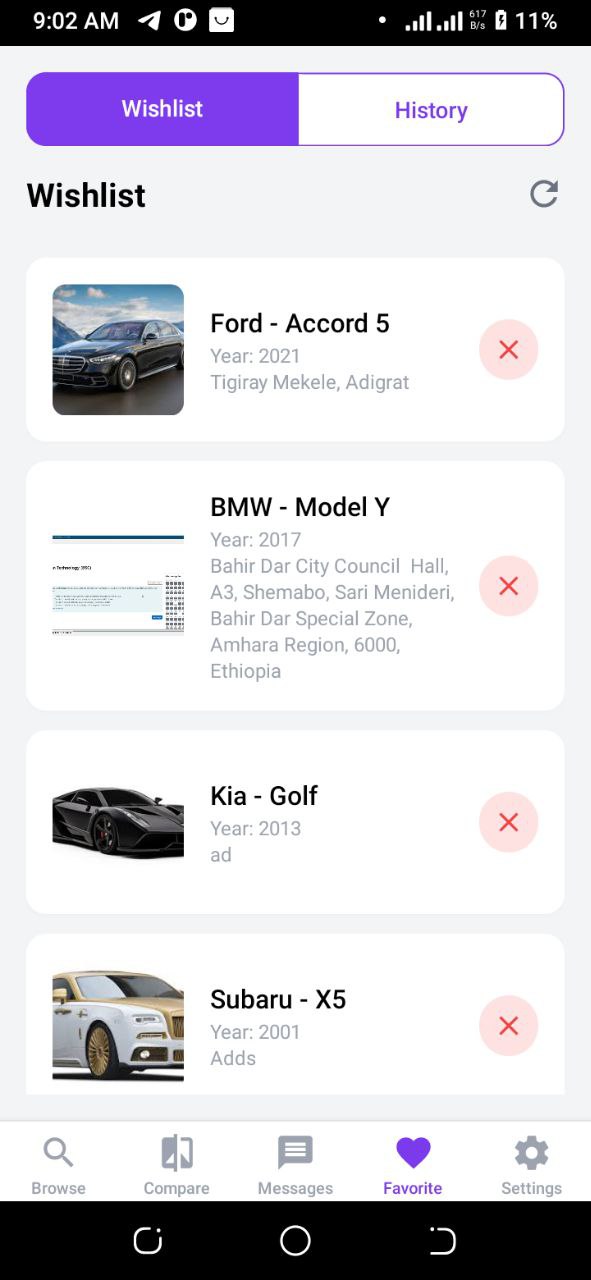 9:02 AM
617
B/s
11%
Wishlist
History
Wishlist
Ford - Accord 5
Year: 2021
Tigiray Mekele, Adigrat
BMW - Model Y
Year: 2017
Bahir Dar City Council  Hall,
A3, Shemabo, Sari Menideri,
Bahir Dar Special Zone,
Amhara Region, 6000,
Ethiopia
Kia - Golf
Year: 2013
ad
Subaru - X5
Year: 2001
Adds
Browse
Compare
Messages
Favorite
Settings